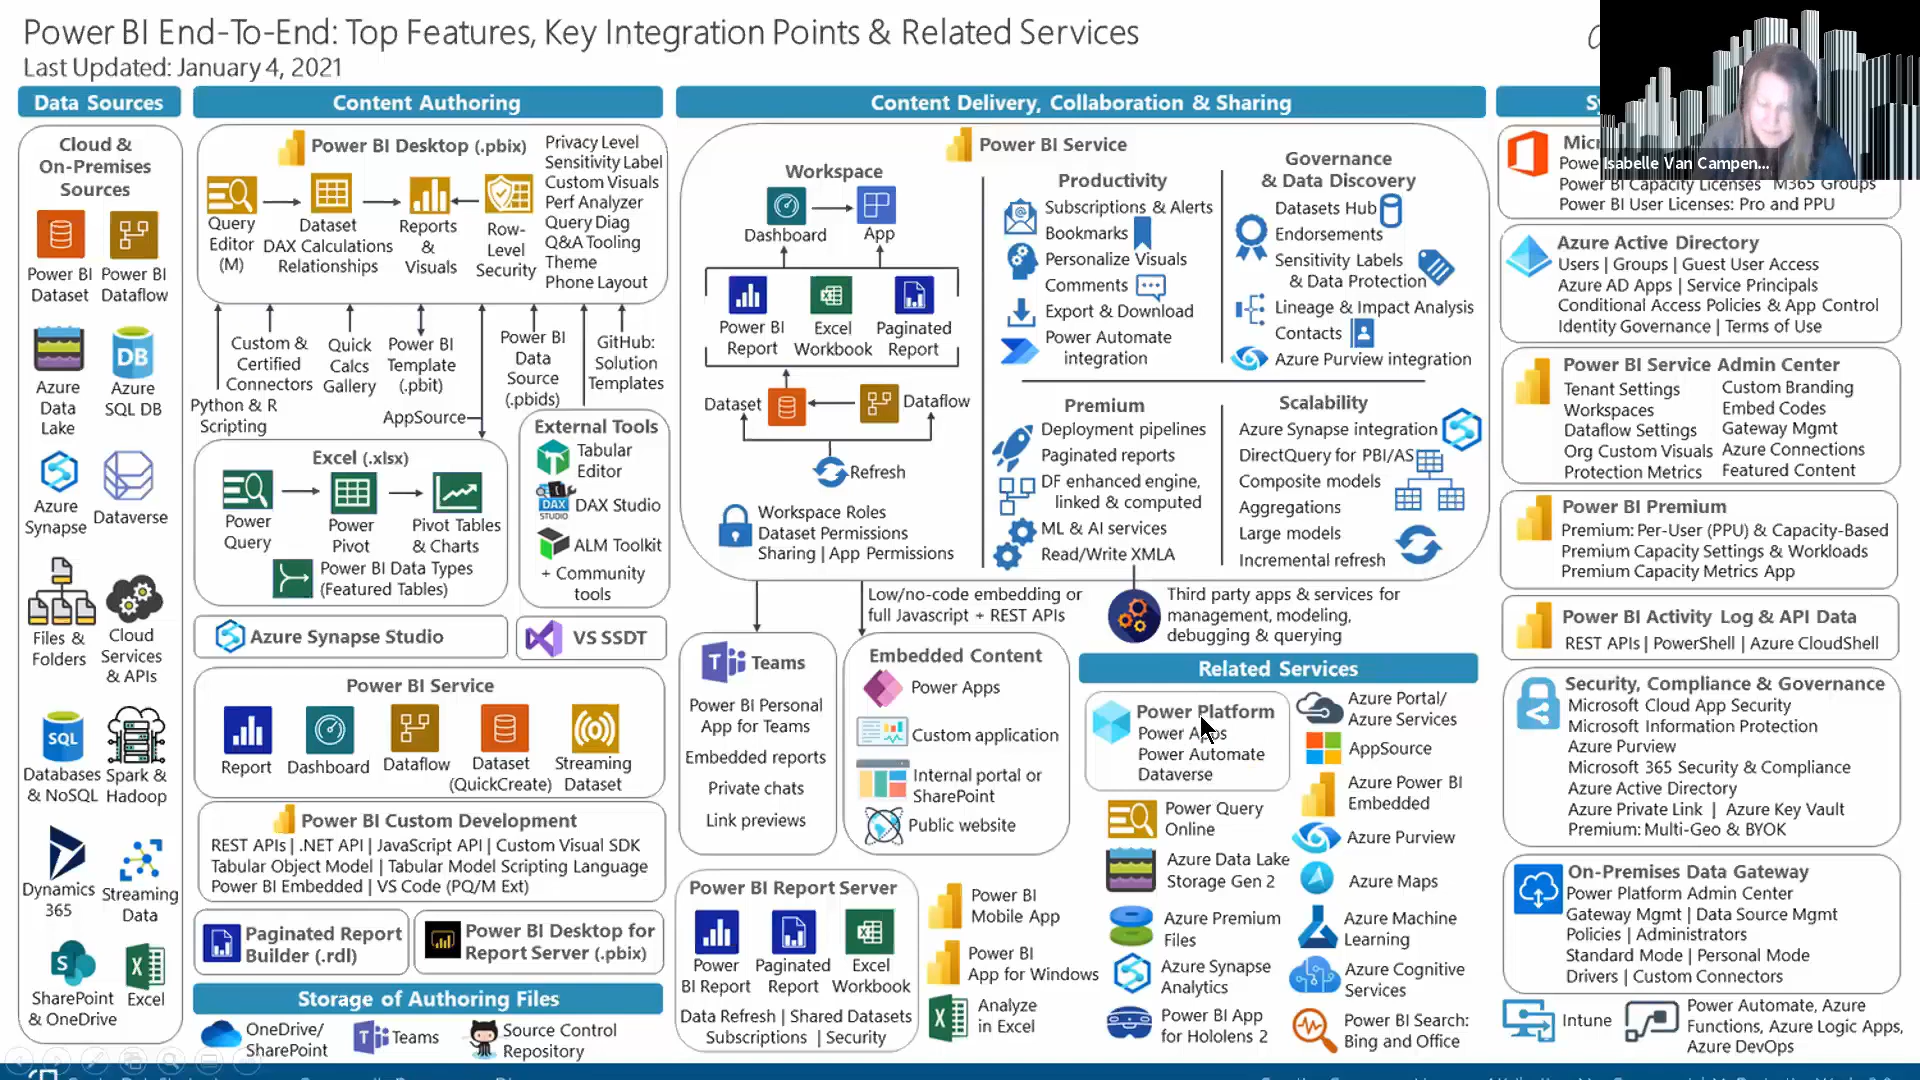 Power BI End-To-End: Top Features, Key Integration Points & Related Services
Last Updated: January 4, 2021
Isabelle Van Campen...
Data Sources
Cloud &
On-Premises
Sources
Power BI
Dataset
Power BI
Dataflow
Azure
Data
Lake
Azure
SQL DB
Azure
Synapse
Dataverse
Files &
Folders
Cloud
Services
& APIs
SQL
Databases
& NoSQL
Spark &
Hadoop
Dynamics
365
Streaming
Data
SharePoint
& OneDrive
Excel
Content Authoring
Power BI Desktop (.pbix)
Query
Editor
(M)
Dataset
DAX Calculations
Relationships
Reports
&
Visuals
Row-
Level
Security
Privacy Level
Sensitivity Label
Custom Visuals
Perf Analyzer
Query Diag
Q&A Tooling
Theme
Phone Layout
Python & R
Scripting
Custom &
Certified
Connectors
Quick
Calcs
Gallery
Power BI
Template
(.pbit)
AppSource
Power BI
Data
Source
(.pbids)
GitHub:
Solution
Templates
Excel (.xlsx)
Power
Query
Power
Pivot
Pivot Tables
& Charts
Power BI Data Types
(Featured Tables)
External Tools
Tabular
Editor
DAX
STUDIO
DAX Studio
ALM Toolkit
+ Community
tools
Azure Synapse Studio
VS SSDT
Power BI Service
Report
Dashboard
Dataflow
Dataset
(QuickCreate)
Streaming
Dataset
Power BI Custom Development
REST APIs | .NET API | JavaScript API | Custom Visual SDK
Tabular Object Model | Tabular Model Scripting Language
Power BI Embedded | VS Code (PQ/M Ext)
Paginated Report
Builder (.rdl)
Power BI Desktop for
Report Server (.pbix)
Storage of Authoring Files
OneDrive/
SharePoint
Teams
Source Control
Repository
Content Delivery, Collaboration & Sharing
Power BI Service
Workspace
Dashboard
App
Power BI
Report
Excel
Workbook
Paginated
Report
Dataset
Dataflow
Refresh
Workspace Roles
Dataset Permissions
Sharing | App Permissions
Productivity
Subscriptions & Alerts
Bookmarks
Personalize Visuals
Comments
Export & Download
Power Automate
integration
Governance
& Data Discovery
Datasets Hub
Endorsements
Sensitivity Labels
& Data Protection
Lineage & Impact Analysis
Contacts
Azure Purview integration
Premium
Deployment pipelines
Paginated reports
DF enhanced engine,
linked & computed
ML & AI services
Read/Write XMLA
Scalability
Azure Synapse integration
DirectQuery for PBI/AS
Composite models
Aggregations
Large models
Incremental refresh
Low/no-code embedding or
full Javascript + REST APIs
Third party apps & services for
management, modeling,
debugging & querying
Teams
Power BI Personal
App for Teams
Embedded reports
Private chats
Link previews
Embedded Content
Power Apps
Custom application
Internal portal or
SharePoint
Public website
Power BI Report Server
Power
BI Report
Paginated
Report
Excel
Workbook
Data Refresh | Shared Datasets
Subscriptions | Security
Power BI
Mobile App
Power BI
App for Windows
Analyze
in Excel
Related Services
Power Platform
Power Apps
Power Automate
Dataverse
Power Query
Online
Azure Data Lake
Storage Gen 2
Azure Premium
Files
Azure Synapse
Analytics
Power BI App
for Hololens 2
Azure Portal/
Azure Services
AppSource
Azure Power BI
Embedded
Azure Purview
Azure Maps
Azure Machine
Learning
Azure Cognitive
Services
Power BI Search:
Bing and Office
Power BI Capacity Licenses M365 Groups
Power BI User Licenses: Pro and PPU
Azure Active Directory
Users | Groups | Guest User Access
Azure AD Apps | Service Principals
Conditional Access Policies & App Control
Identity Governance | Terms of Use
Power BI Service Admin Center
Tenant Settings
Workspaces
Dataflow Settings
Org Custom Visuals
Protection Metrics
Custom Branding
Embed Codes
Gateway Mgmt
Azure Connections
Featured Content
Power BI Premium
Premium: Per-User (PPU) & Capacity-Based
Premium Capacity Settings & Workloads
Premium Capacity Metrics App
Power BI Activity Log & API Data
REST APIs | PowerShell | Azure CloudShell
Security, Compliance & Governance
Microsoft Cloud App Security
Microsoft Information Protection
Azure Purview
Microsoft 365 Security & Compliance
Azure Active Directory
Azure Private Link | Azure Key Vault
Premium: Multi-Geo & BYOK
On-Premises Data Gateway
Power Platform Admin Center
Gateway Mgmt | Data Source Mgmt
Policies | Administrators
Standard Mode | Personal Mode
Drivers | Custom Connectors
Intune
Power Automate, Azure
Functions, Azure Logic Apps,
Azure DevOps